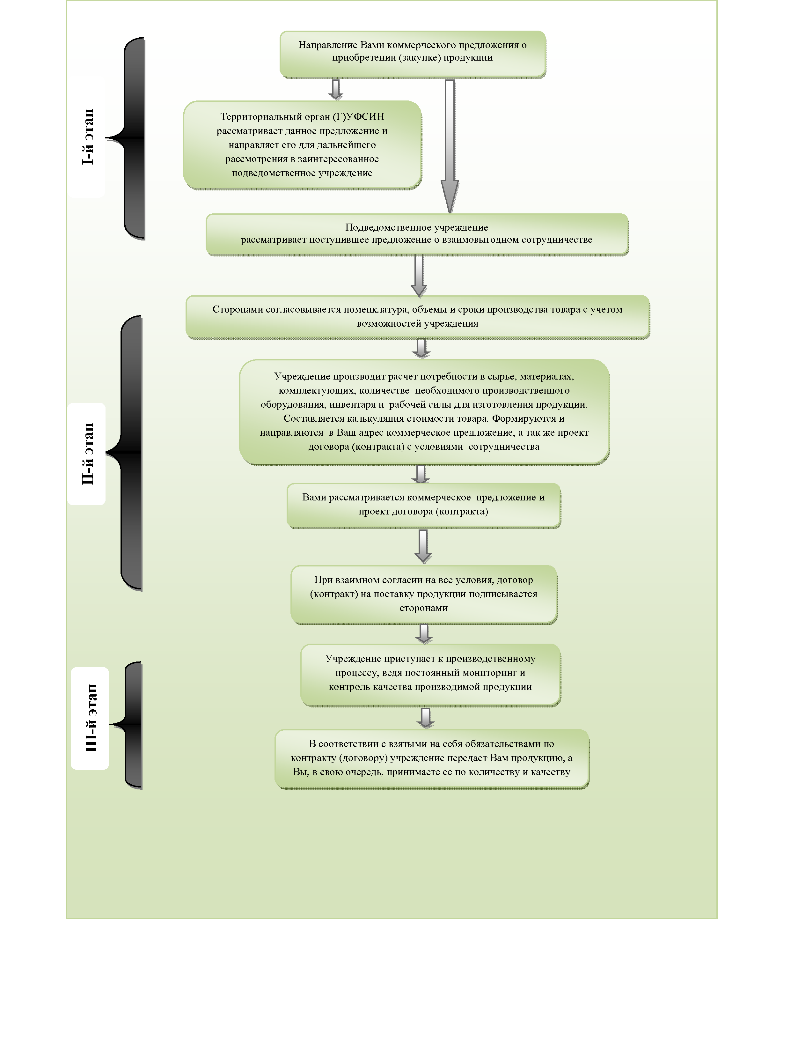 I-й этап
Направление Вами коммерческого предложения о
приобретении (закупке) продукции
Территориальный орган (Г)УФСИН
рассматривает данное предложение и
направляет его для дальнейшего
рассмотрения в заинтересованное
подведомственное учреждение
Подведомственное учреждение
рассматривает поступившее предложение о взаимовыгодном сотрудничестве
II-й этап
Сторонами согласовывается номенклатура, объемы и сроки производства товара с учетом
возможностей учреждения
Учреждение производит расчет потребности в сырье, материалах,
комплектующих, количестве необходимого производственного
оборудования, инвентаря и рабочей силы для изготовления продукции.
Составляется калькуляция стоимости товара. Формируются и
направляются в Ваш адрес коммерческое предложение, а так же проект
договора (контракта) с условиями сотрудничества
Вами рассматривается коммерческое предложение и
проект договора (контракта)
При взаимном согласии на все условия, договор
(контракт) на поставку продукции подписывается
сторонами
III-й этап
Учреждение приступает к производственному
процессу, ведя постоянный мониторинг и
контроль качества производимой продукции
В соответствии с взятыми на себя обязательствами по
контракту (договору) учреждение передает Вам продукцию, а
Вы, в свою очередь, принимаете ее по количеству и качеству